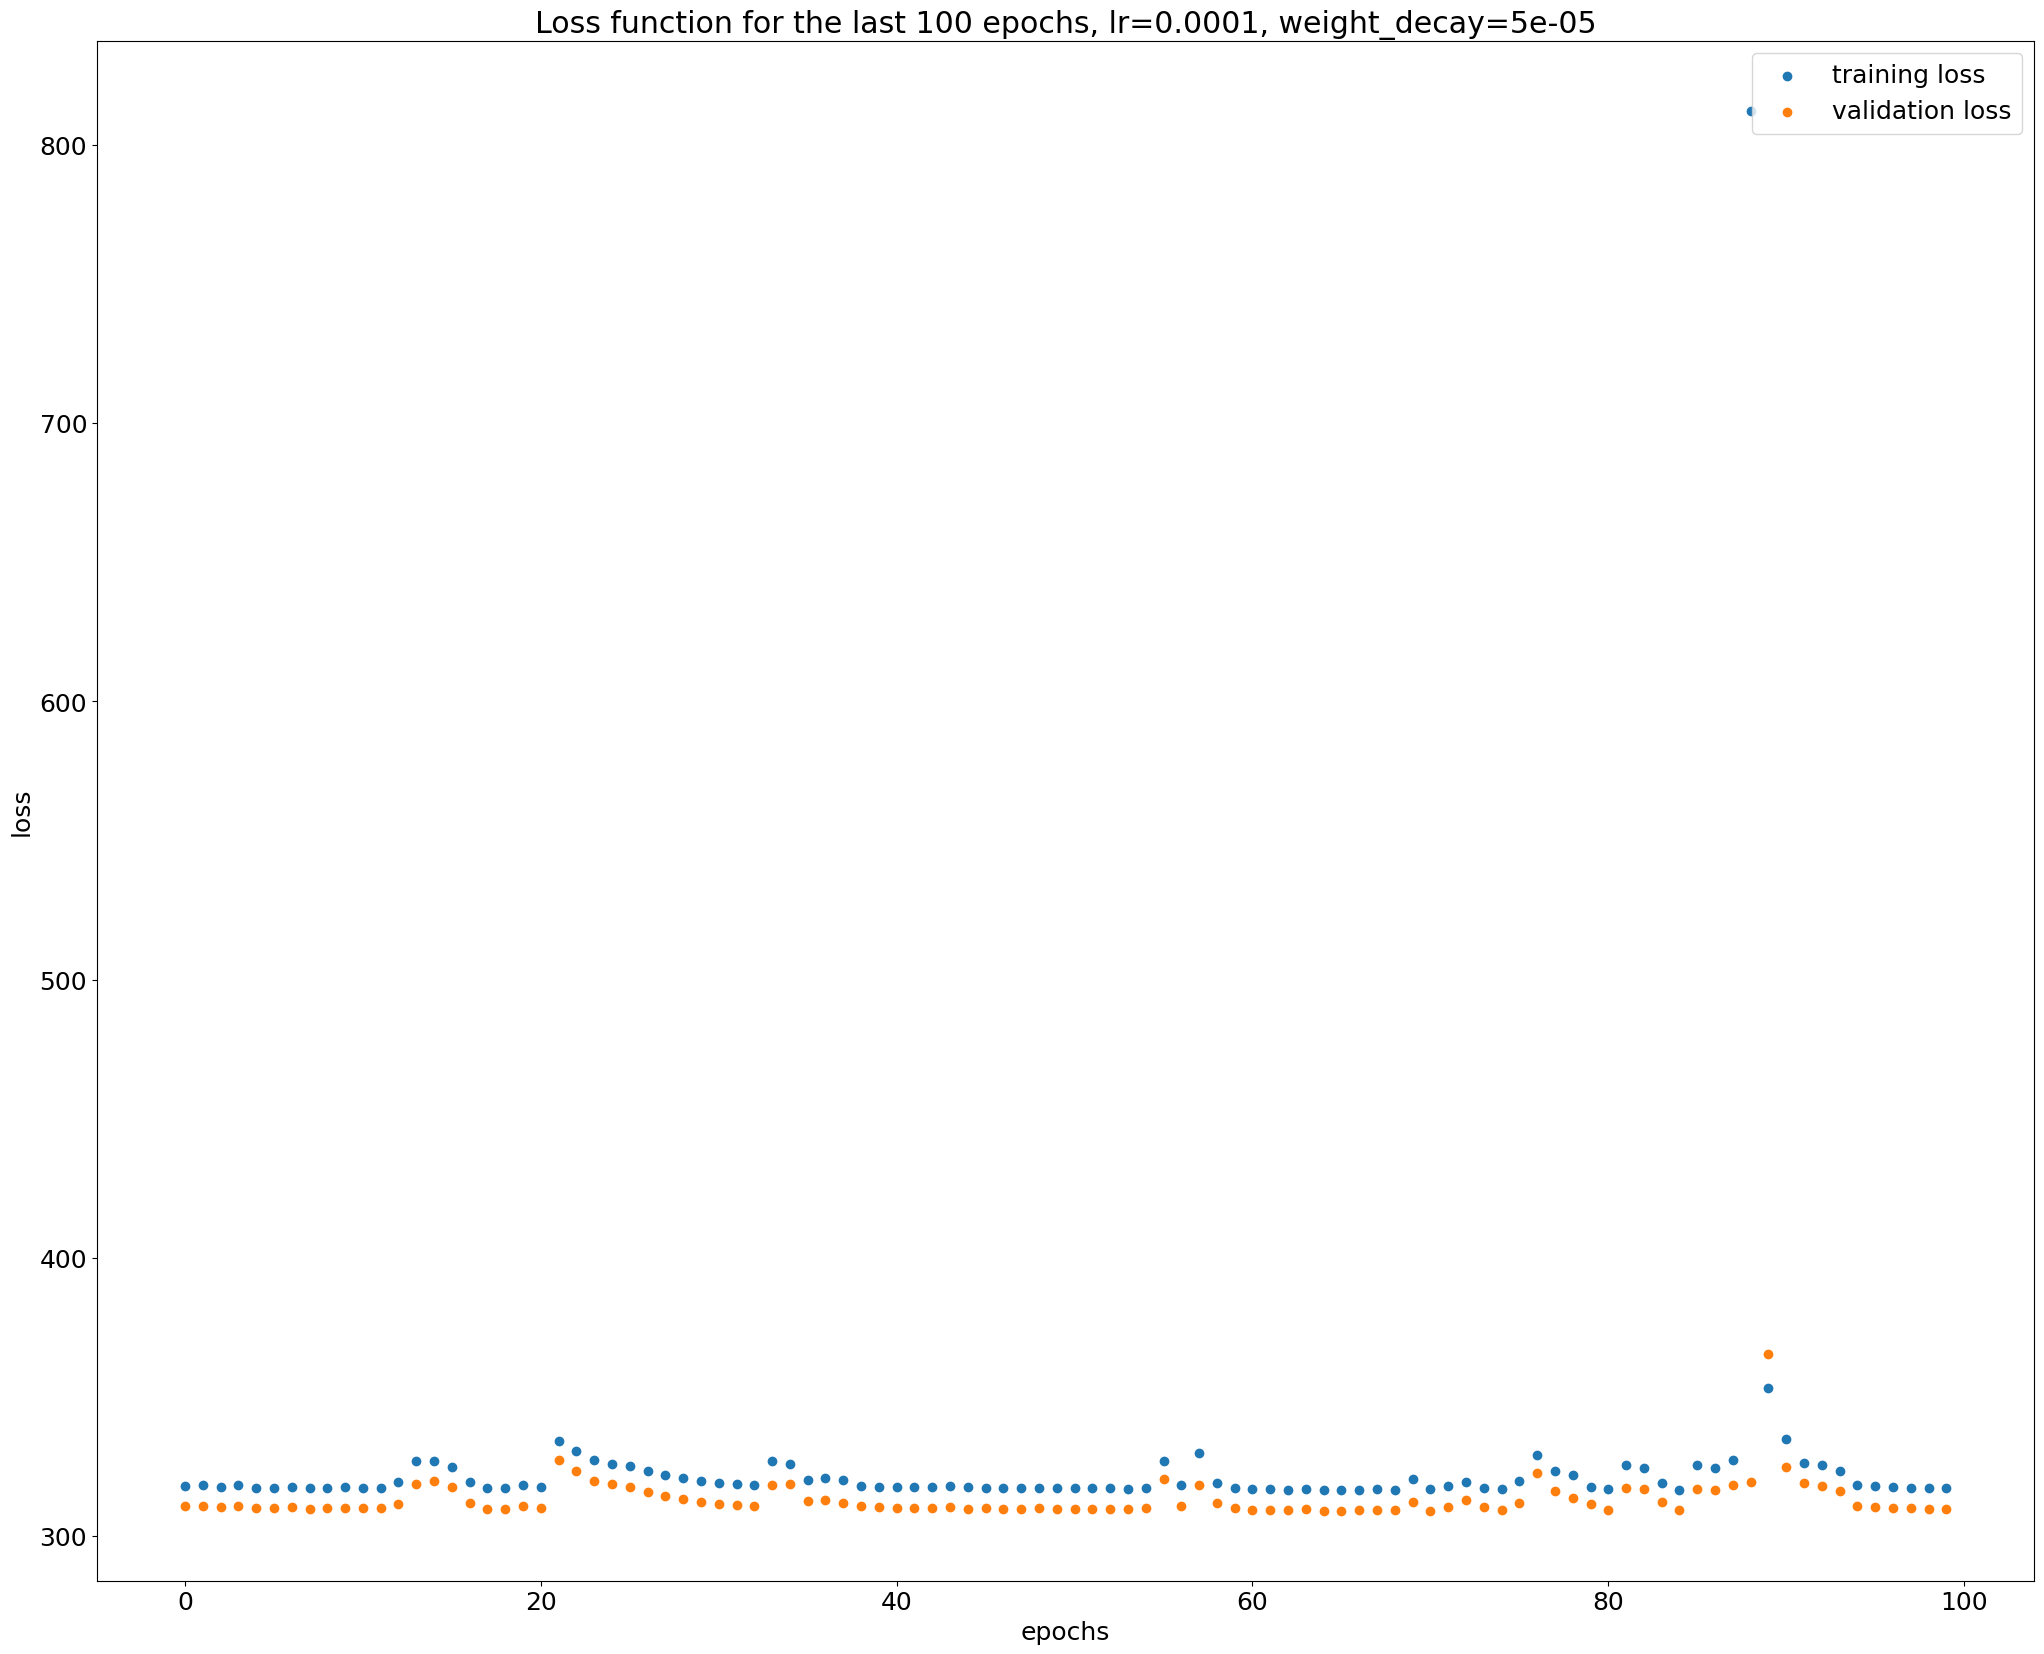 Loss function for the last 100 epochs, lr=0.0001, weight_decay=5e-05
training loss
validation loss
800
700
600
500
400
300
loss
0 20 40 60 80 100
epochs